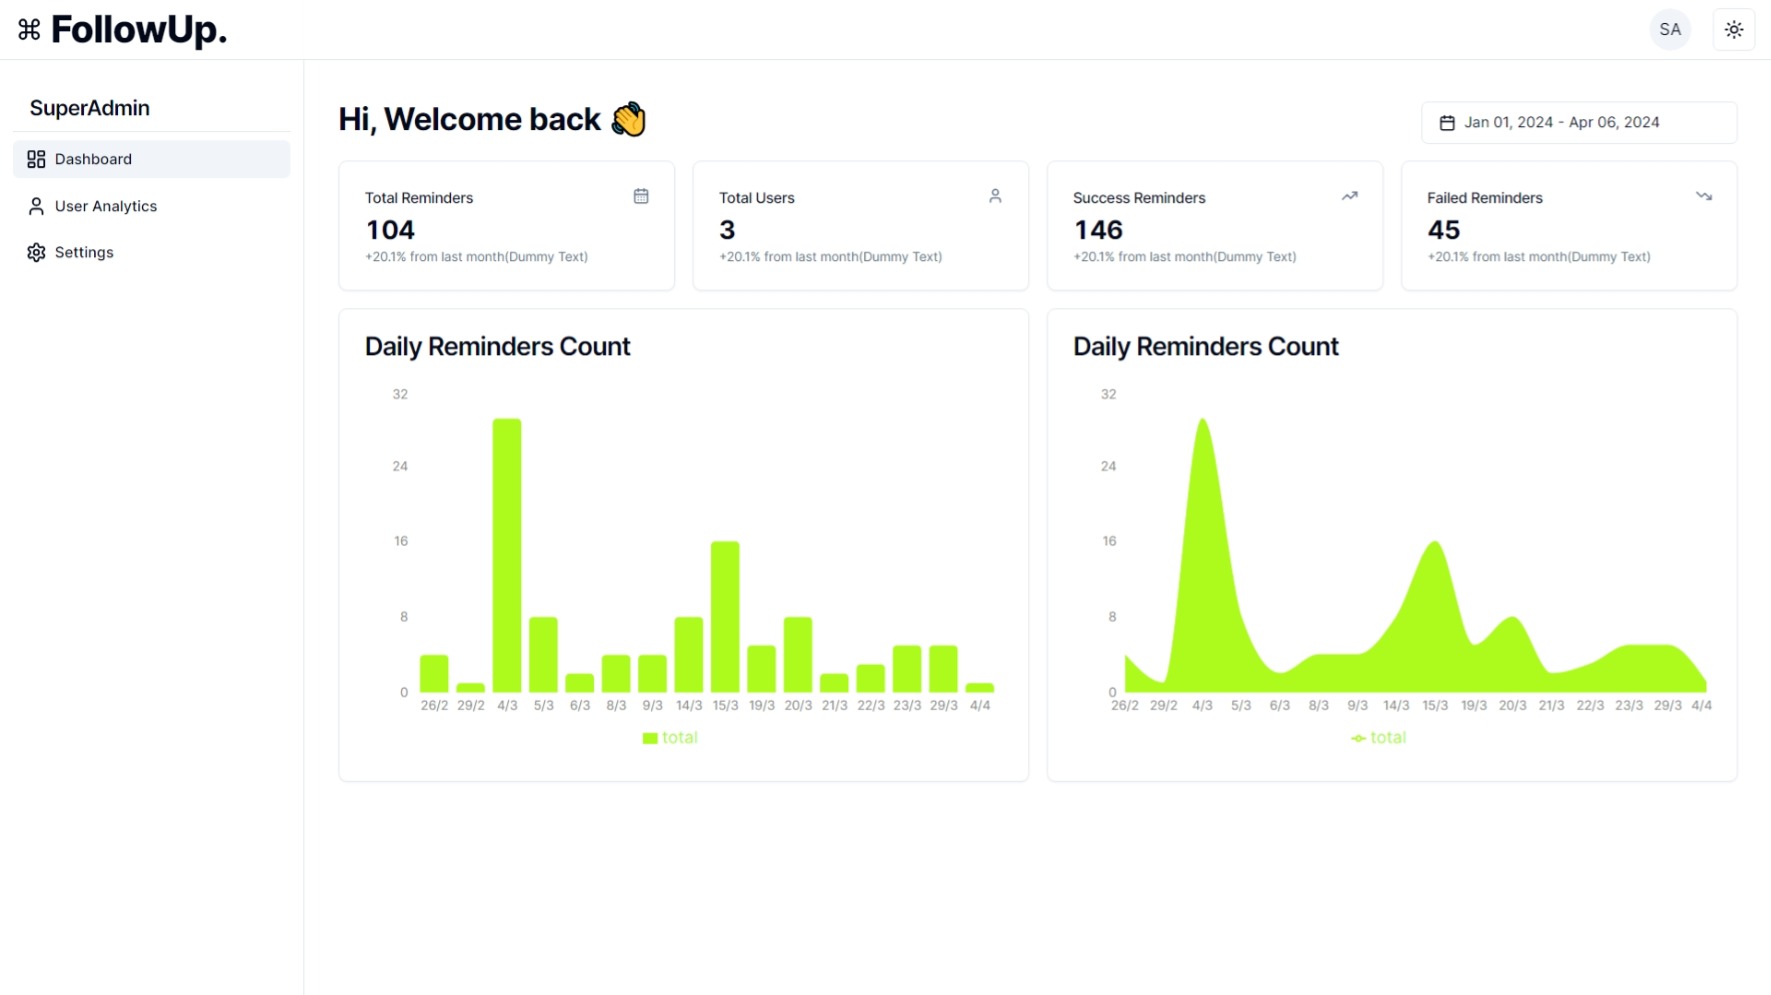 ⌘ FollowUp.
SA
SuperAdmin
Dashboard
User Analytics
Settings
Hi, Welcome back 👋
Jan 01, 2024 - Apr 06, 2024
Total Reminders
104
+20.1% from last month(Dummy Text)
Total Users
3
+20.1% from last month(Dummy Text)
Success Reminders
146
+20.1% from last month(Dummy Text)
Failed Reminders
45
+20.1% from last month(Dummy Text)
Daily Reminders Count
32
24
16
8
0
26/2 29/2 4/3 5/3 6/3 8/3 9/3 14/3 15/3 19/3 20/3 21/3 22/3 23/3 29/3 4/4
total
Daily Reminders Count
32
24
16
8
0
26/2 29/2 4/3 5/3 6/3 8/3 9/3 14/3 15/3 19/3 20/3 21/3 22/3 23/3 29/3 4/4
total